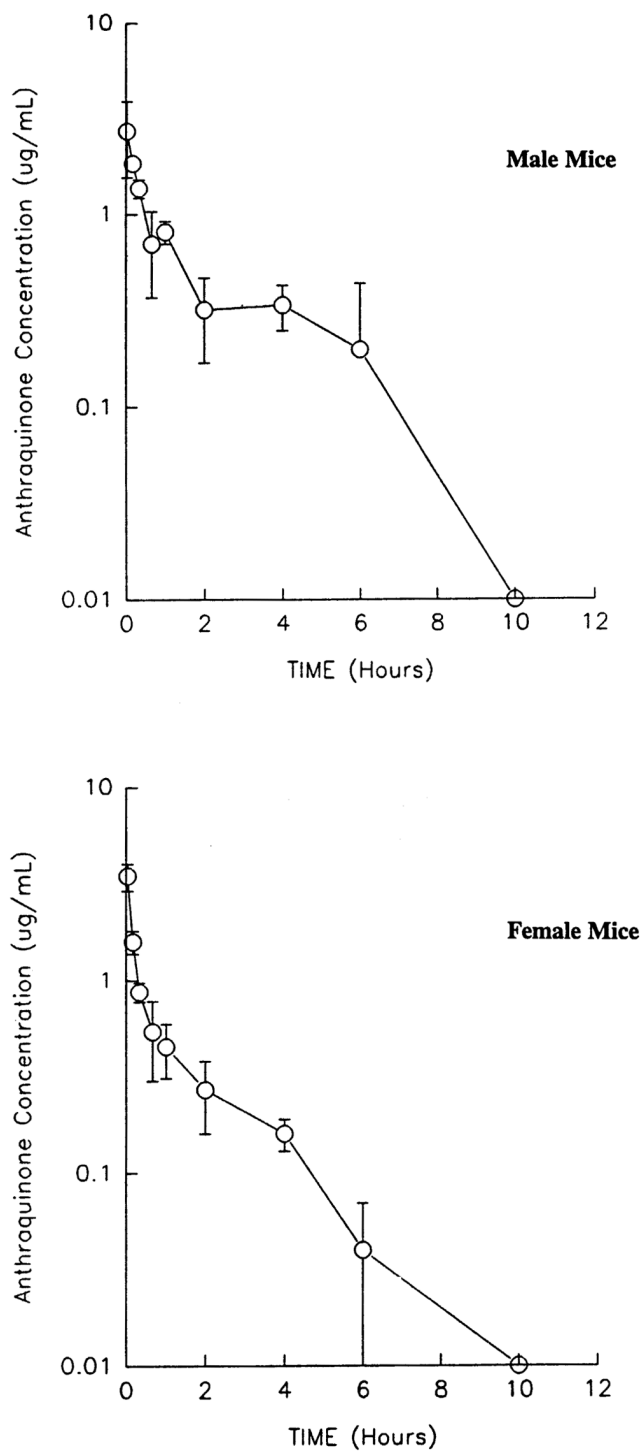 10
1
0.1
0.01
Anthraquinone Concentration (ug/mL)
Male Mice
0 2 4 6 8 10 12
TIME (Hours)
10
1
0.1
0.01
Anthraquinone Concentration (ug/mL)
Female Mice
0 2 4 6 8 10 12
TIME (Hours)